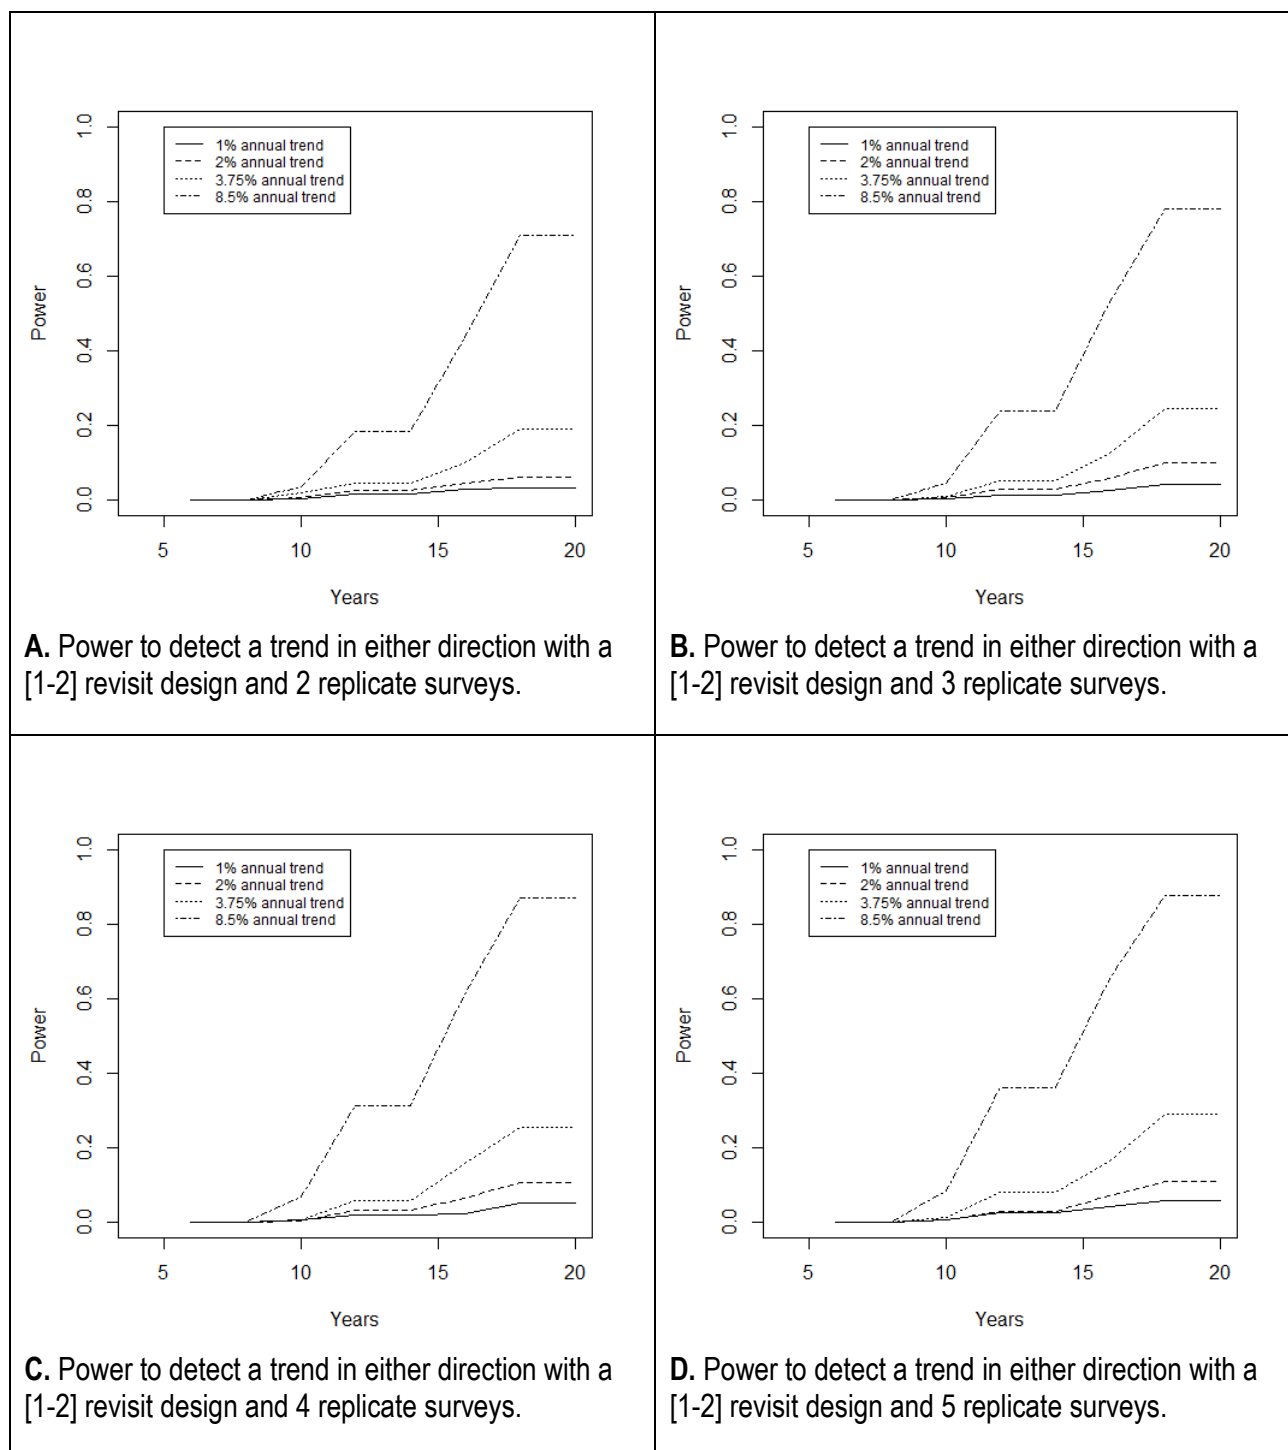 1.0
0.8
0.6
0.4
0.2
0.0
Power
1% annual trend
2% annual trend
3.75% annual trend
8.5% annual trend
5 10 15 20
Years
A. Power to detect a trend in either direction with a
[1-2] revisit design and 2 replicate surveys.
1.0
0.8
0.6
0.4
0.2
0.0
Power
1% annual trend
2% annual trend
3.75% annual trend
8.5% annual trend
5 10 15 20
Years
B. Power to detect a trend in either direction with a
[1-2] revisit design and 3 replicate surveys.
1.0
0.8
0.6
0.4
0.2
0.0
Power
1% annual trend
2% annual trend
3.75% annual trend
8.5% annual trend
5 10 15 20
Years
C. Power to detect a trend in either direction with a
[1-2] revisit design and 4 replicate surveys.
1.0
0.8
0.6
0.4
0.2
0.0
Power
1% annual trend
2% annual trend
3.75% annual trend
8.5% annual trend
5 10 15 20
Years
D. Power to detect a trend in either direction with a
[1-2] revisit design and 5 replicate surveys.